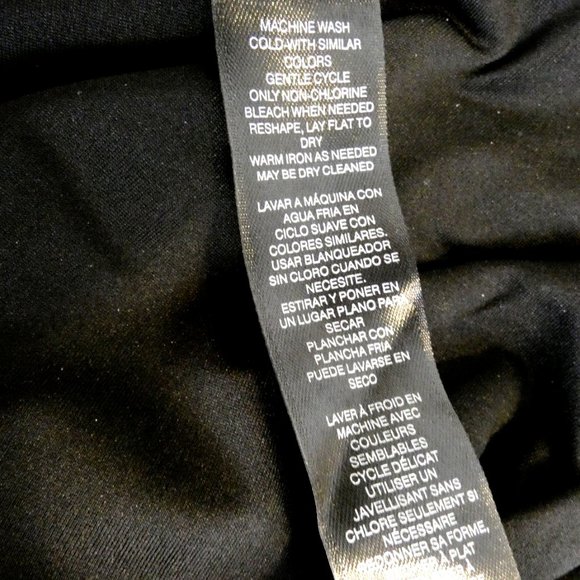 MACHINE WASH
COLD-WITH SIMILAR
COLORS
GENTLE CYCLE
ONLY NON-CHLORINE
BLEACH WHEN NEEDED
RESHAPE, LAY FLAT TO
DRY
WARM IRON AS NEEDED
MAY BE DRY CLEANED
LAVAR A MÁQUINA CON
AGUA FRIA EN
CICLO SUAVE CON
COLORES SIMILARES.
USAR BLANQUEADOR
SIN CLORO CUANDO SE
NECESITE.
ESTIRAR Y PONER EN
UN LUGAR PLANO PARA
SECAR
PLANCHAR CON
PLANCHA FRIA
PUEDE LAVARSE EN
SECO
LAVER À FROID EN
MACHINE AVEC
COULEURS
SEMBLABLES
CYCLE DÉLICAT
UTILISER UN
JAVELLISANT SANS
CHLORE SEULEMENT SI
NÉCESSAIRE
REDONNER SA FORME,
À PLAT
À